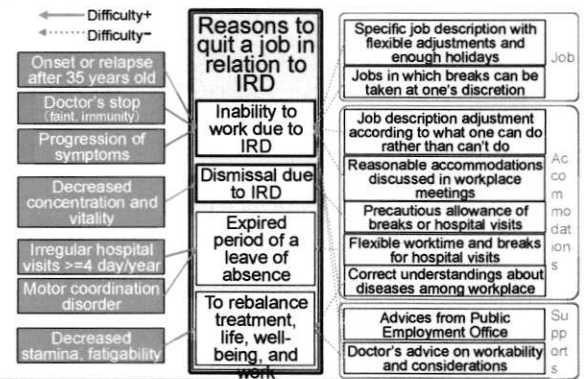 Difficulty+
Difficulty−
Onset or relapse
after 35 years old
Doctor's stop
(faint, immunity)
Progression of
symptoms
Decreased
concentration and
vitality
Irregular hospital
visits >=4 day/year
Motor coordination
disorder
Decreased
stamina, fatigability
Reasons to
quit a job in
relation to
IRD
Inability to
work due to
IRD
Dismissal due
to IRD
Expired
period of a
leave of
absence
To rebalance
treatment,
life, well-
being, and
work
Specific job description with
flexible adjustments and
enough holidays
Jobs in which breaks can be
taken at one's discretion
Job
Job description adjustment
according to what one can do
rather than can't do
Reasonable accommodations
discussed in workplace
meetings
Precautious allowance of
breaks or hospital visits
Flexible worktime and breaks
for hospital visits
Correct understandings about
diseases among workplace
Ac
co
m
mo
dat
ion
s
Advices from Public
Employment Office
Doctor's advice on workability
and considerations
Su
pp
ort
s